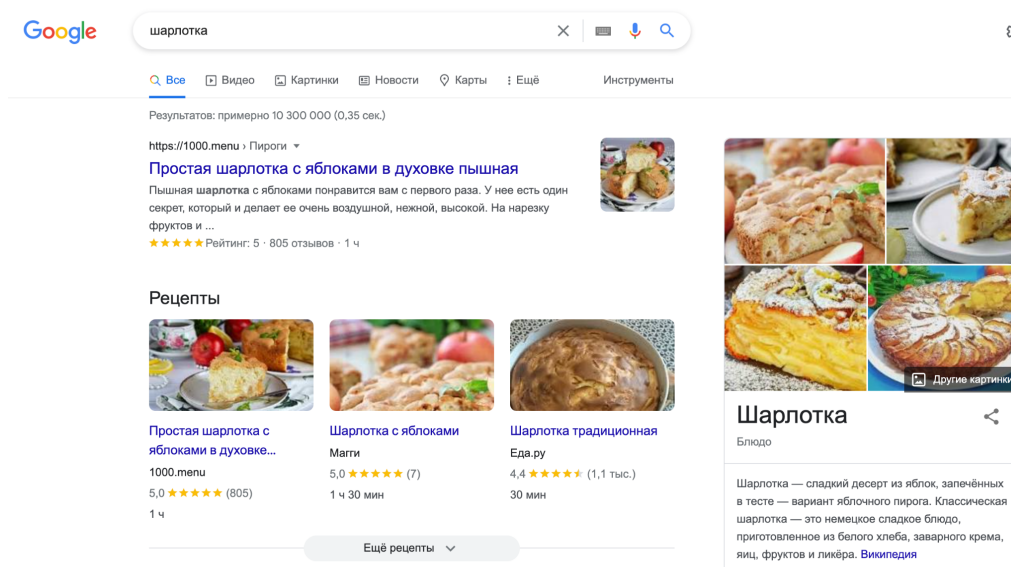 Google
шарлотка
Все
Видео
Картинки
Новости
Карты
Ещё
Инструменты
Результатов: примерно 10 300 000 (0,35 сек.)
https://1000.menu › Пироги
Простая шарлотка с яблоками в духовке пышная
Пышная шарлотка с яблоками понравится вам с первого раза. У нее есть один
секрет, который и делает ее очень воздушной, нежной, высокой. На нарезку
фруктов и ...
Рейтинг: 5 · 805 отзывов · 1 ч
Рецепты
Простая шарлотка с
яблоками в духовке...
1000.menu
5,0 (805)
1 ч
Шарлотка с яблоками
Магги
5,0 (7)
1 ч 30 мин
Шарлотка традиционная
Еда.ру
4,4 (1,1 тыс.)
30 мин
Ещё рецепты
Другие картинки
Шарлотка
Блюдо
Шарлотка — сладкий десерт из яблок, запечённых
в тесте — вариант яблочного пирога. Классическая
шарлотка — это немецкое сладкое блюдо,
приготовленное из белого хлеба, заварного крема,
яиц, фруктов и ликёра. Википедия